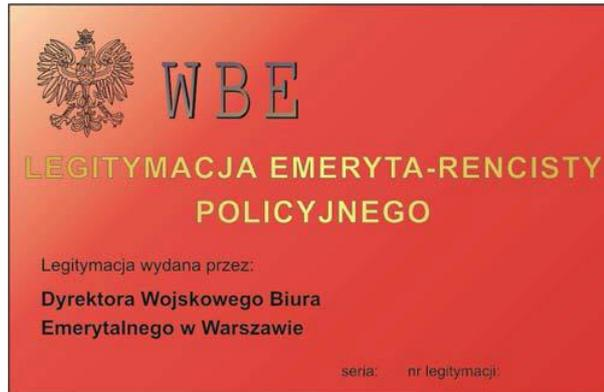 WBE
LEGITYMACJA EMERYTA-RENCISTY
POLICYJNEGO
Legitymacja wydana przez:
Dyrektora Wojskowego Biura
Emerytalnego w Warszawie
seria: nr legitymacji: